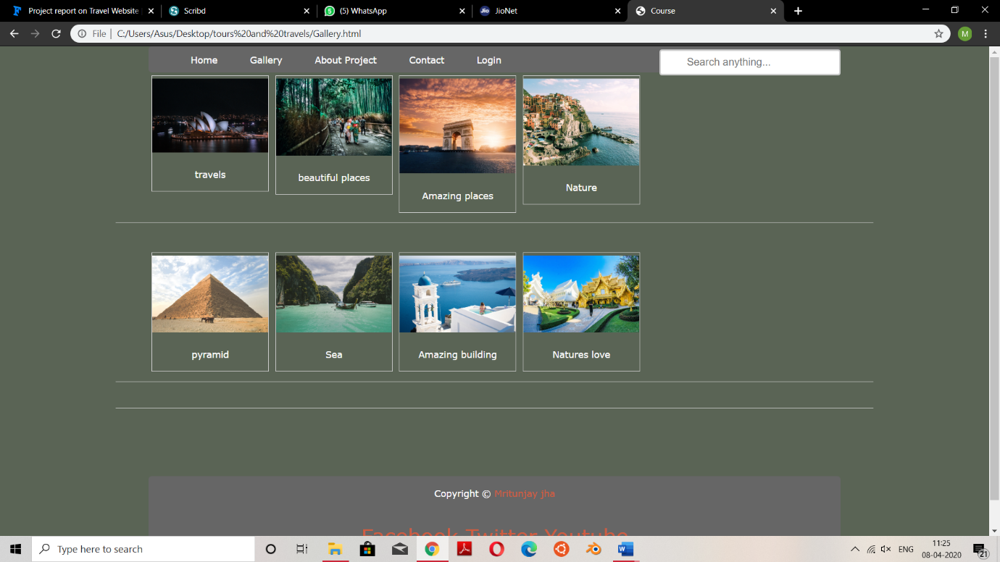 Project report on Travel Website
Scribd
(5) WhatsApp
JioNet
Course
File | C:/Users/Asus/Desktop/tours%20and%20travels/Gallery.html
M
Home Gallery About Project Contact Login Search anything...
travels
beautiful places
Amazing places
Nature
pyramid
Sea
Amazing building
Natures love
Copyright © Mritunjay jha
Facebook Twitter Youtube
Type here to search
ENG
11:25
08-04-2020
21